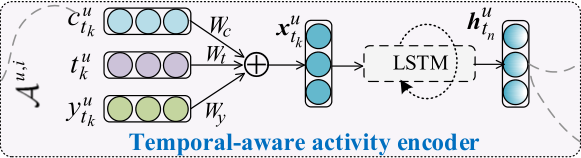 c^u_{t_k} W_c x^u_{t_k} h^u_{t_n}
𝒜^{u,i} t^u_k W_t ⊕ LSTM
y^u_{t_k} W_y
Temporal-aware activity encoder